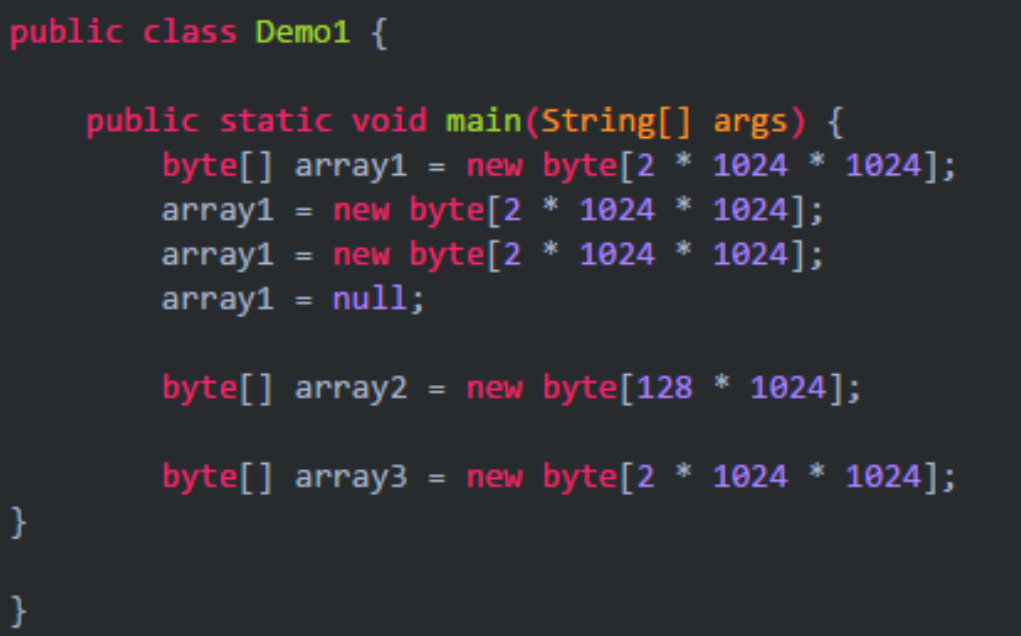 public class Demo1 {
    public static void main(String[] args) {
        byte[] array1 = new byte[2 * 1024 * 1024];
        array1 = new byte[2 * 1024 * 1024];
        array1 = new byte[2 * 1024 * 1024];
        array1 = null;
        byte[] array2 = new byte[128 * 1024];
        byte[] array3 = new byte[2 * 1024 * 1024];
}
}